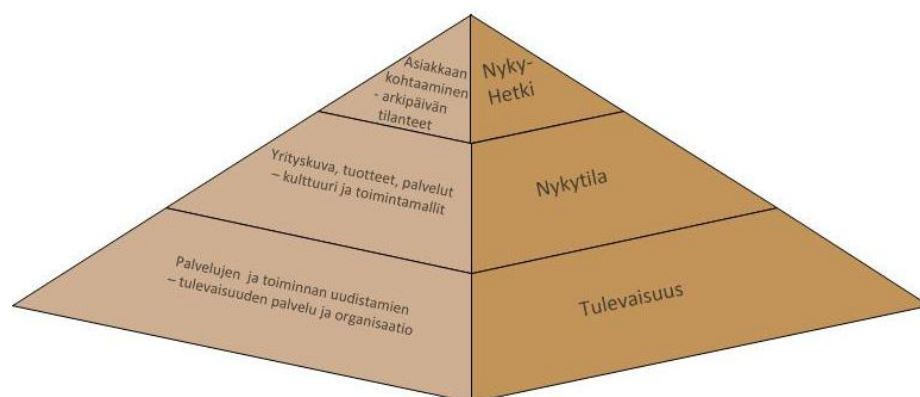 Asiakkaan
kohtaaminen
- arkipäivän
tilanteet
Nyky-
Hetki
Yrityskuva, tuotteet, palvelut
– kulttuuri ja toimintamallit
Nykytila
Palvelujen ja toiminnan uudistamien
– tulevaisuuden palvelu ja organisaatio
Tulevaisuus